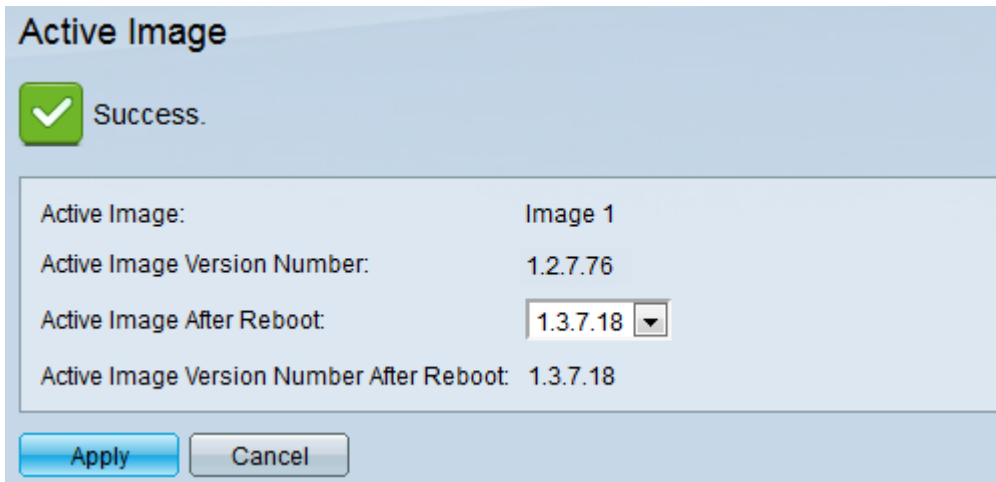 Active Image
Success.
Active Image: Image 1
Active Image Version Number: 1.2.7.76
Active Image After Reboot: 1.3.7.18
Active Image Version Number After Reboot: 1.3.7.18
Apply Cancel